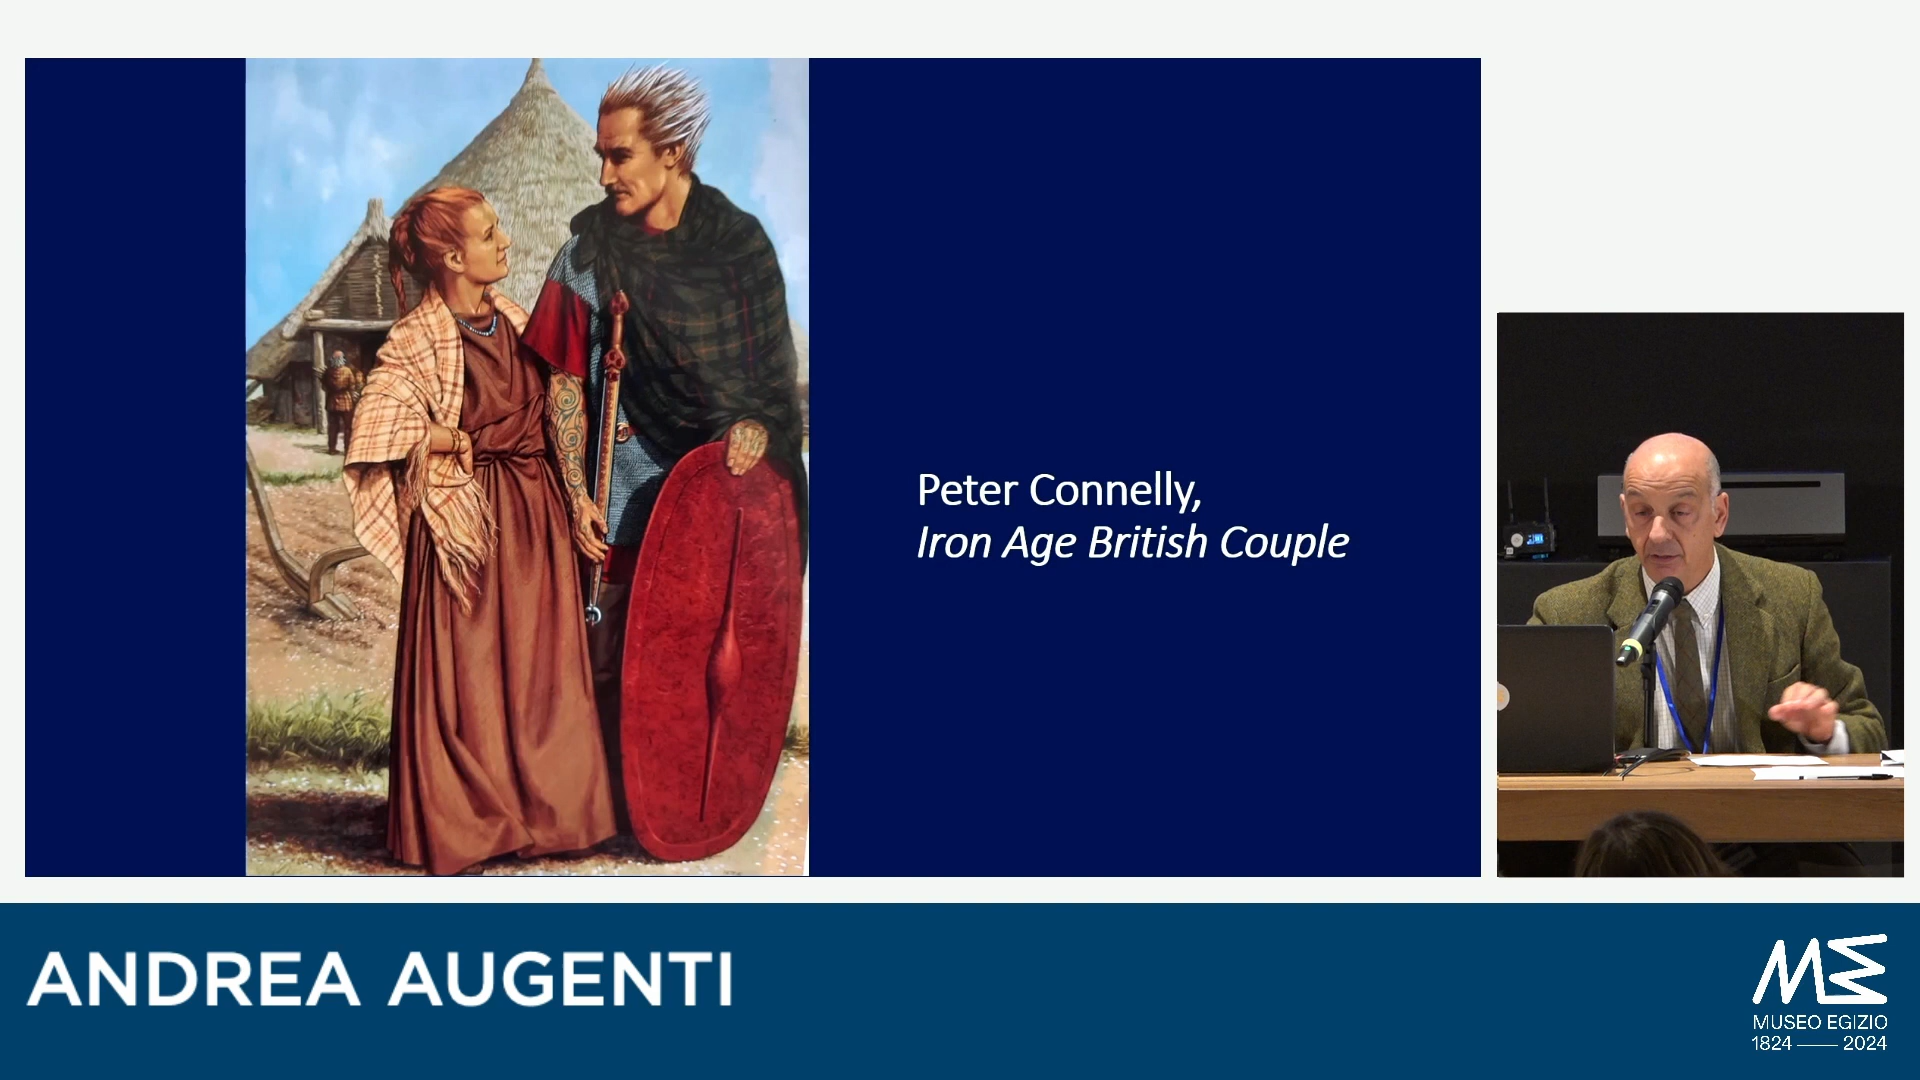 Peter Connelly,
Iron Age British Couple
ANDREA AUGENTI
MUSEO EGIZIO
1824 — 2024